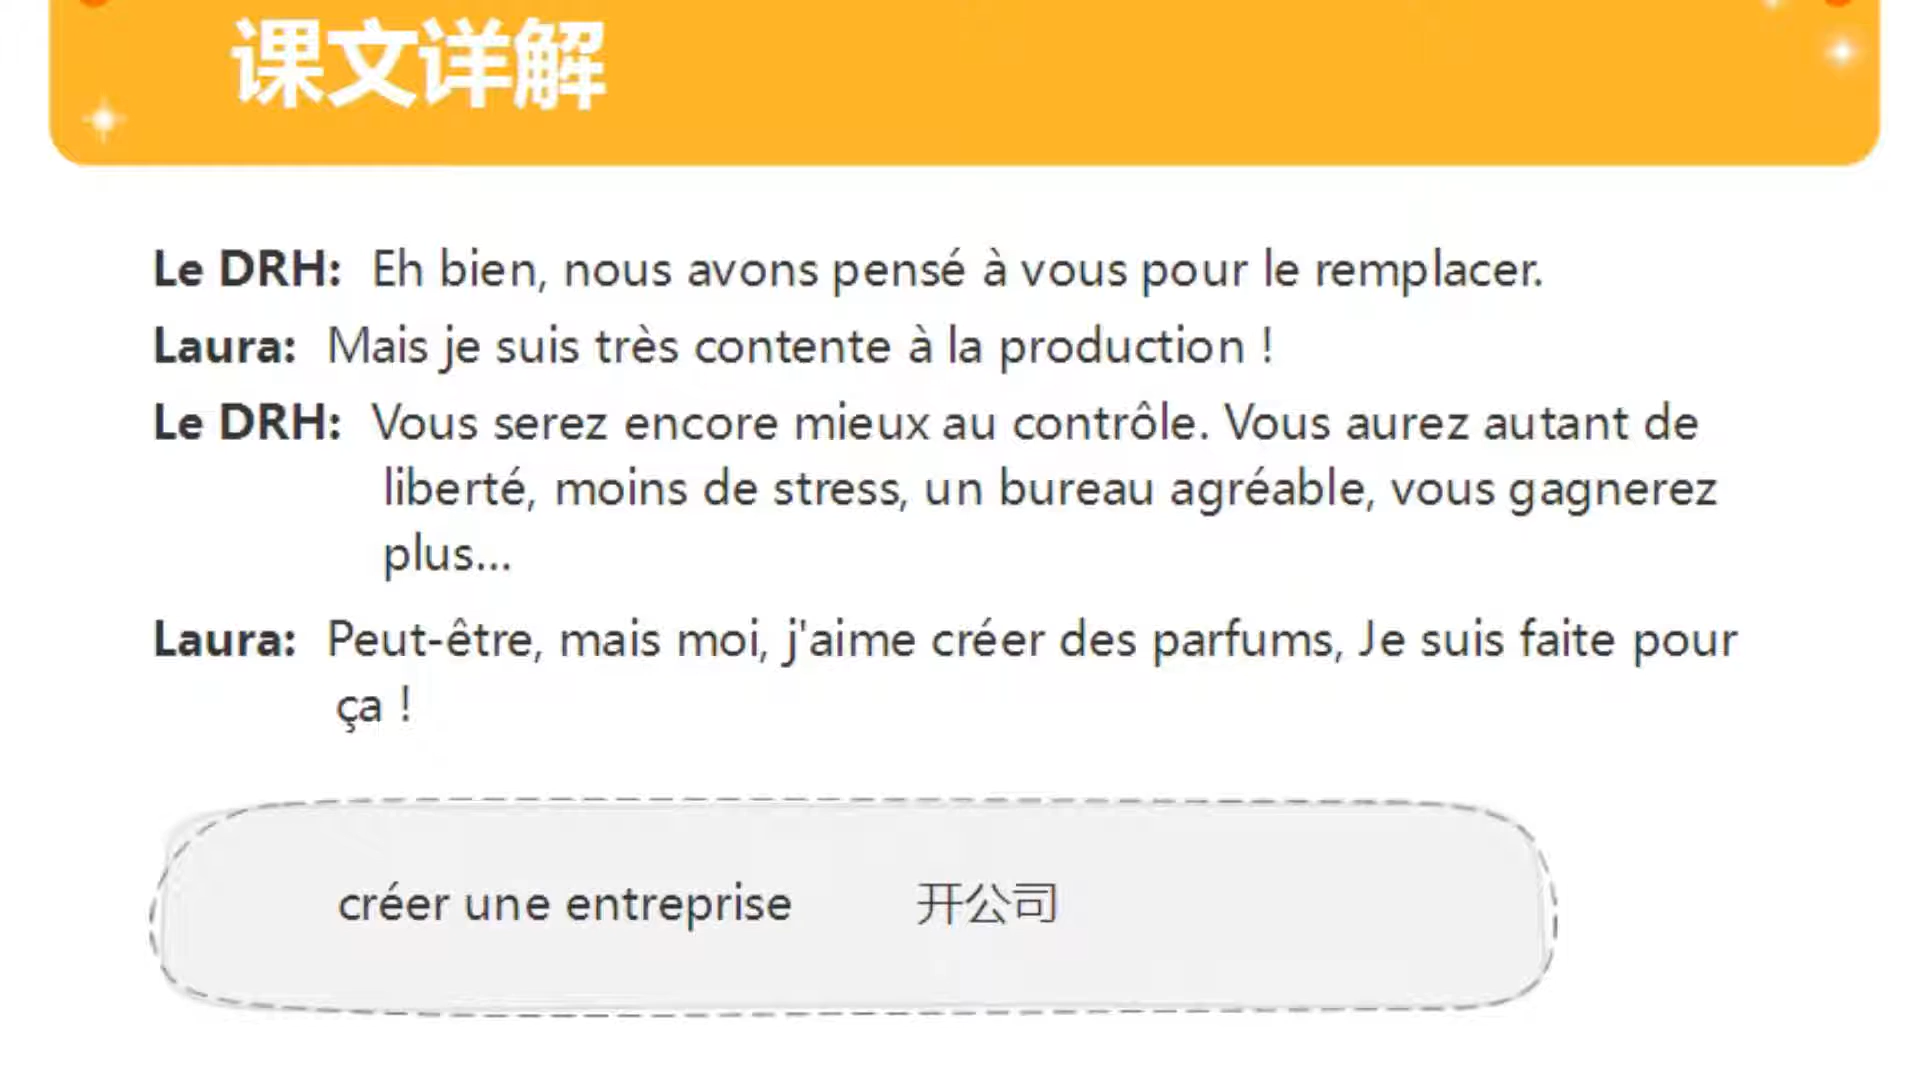 课文详解
Le DRH: Eh bien, nous avons pensé à vous pour le remplacer.
Laura: Mais je suis très contente à la production !
Le DRH: Vous serez encore mieux au contrôle. Vous aurez autant de
liberté, moins de stress, un bureau agréable, vous gagnerez
plus...
Laura: Peut-être, mais moi, j'aime créer des parfums, Je suis faite pour
ça !
créer une entreprise 开公司